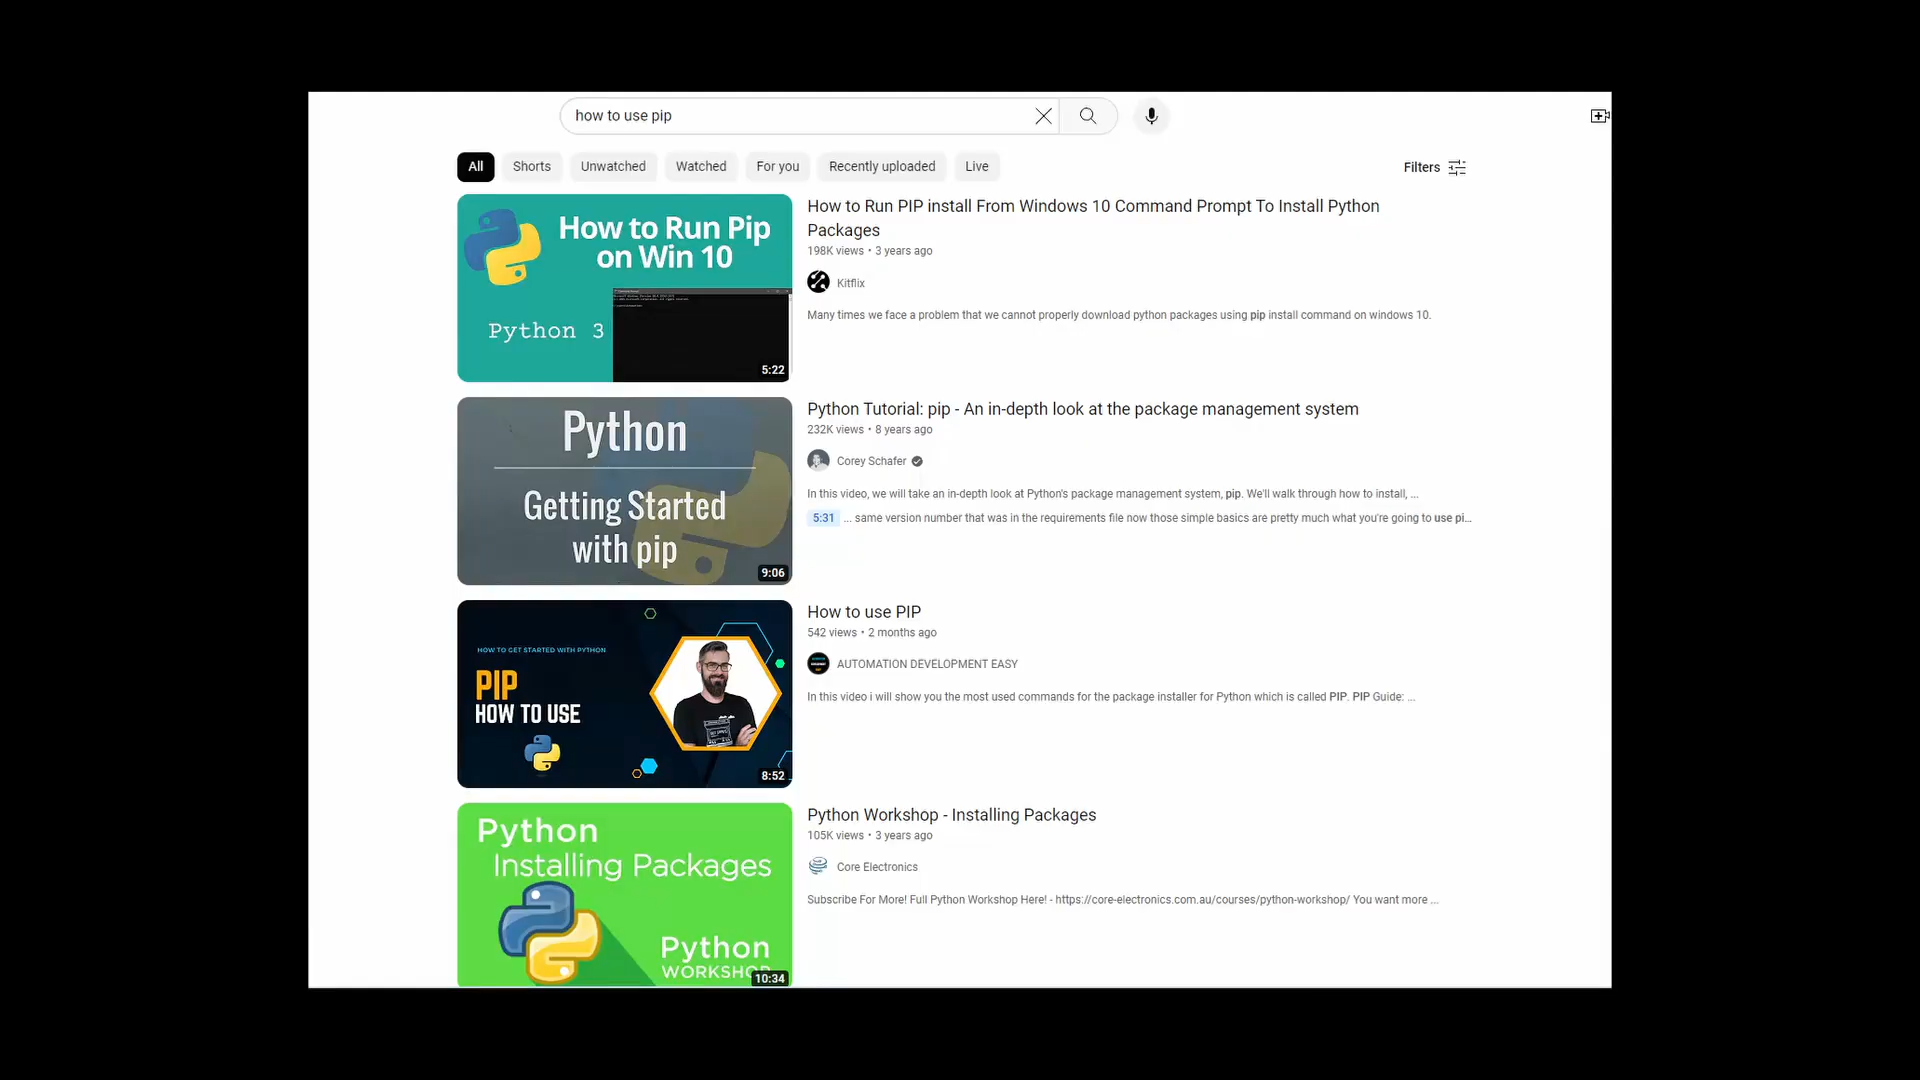 how to use pip
All Shorts Unwatched Watched For you Recently uploaded Live Filters
How to Run Pip
on Win 10
Python 3
5:22
How to Run PIP install From Windows 10 Command Prompt To Install Python
Packages
198K views • 3 years ago
Kitflix
Many times we face a problem that we cannot properly download python packages using pip install command on windows 10.
Python
Getting Started
with pip
9:06
Python Tutorial: pip - An in-depth look at the package management system
232K views • 8 years ago
Corey Schafer
In this video, we will take an in-depth look at Python's package management system, pip. We'll walk through how to install, ...
5:31 ... same version number that was in the requirements file now those simple basics are pretty much what you're going to use pi...
HOW TO GET STARTED WITH PYTHON
PIP
HOW TO USE
8:52
How to use PIP
542 views • 2 months ago
AUTOMATION DEVELOPMENT EASY
In this video i will show you the most used commands for the package installer for Python which is called PIP. PIP Guide: ...
Python
Installing Packages
Python
WORKSHOP
10:34
Python Workshop - Installing Packages
105K views • 3 years ago
Core Electronics
Subscribe For More! Full Python Workshop Here! - https://core-electronics.com.au/courses/python-workshop/ You want more ...